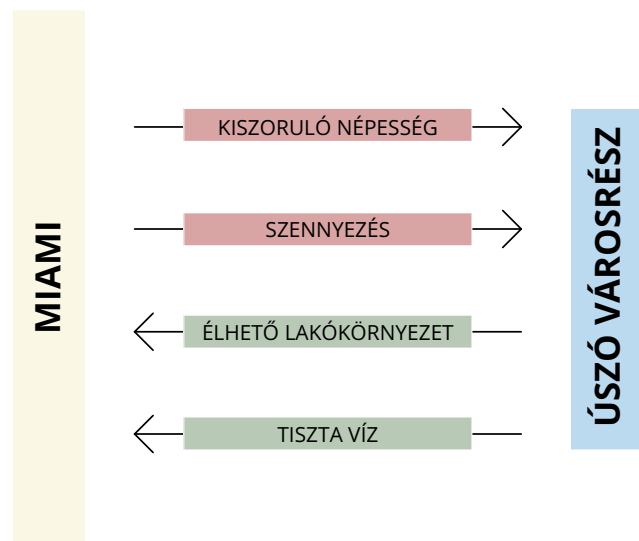 MIAMI
KISZORULÓ NÉPESSÉG
SZENNYEZÉS
ÉLHETŐ LAKÓKÖRNYEZET
TISZTA VÍZ
ÚSZÓ VÁROSRÉSZ